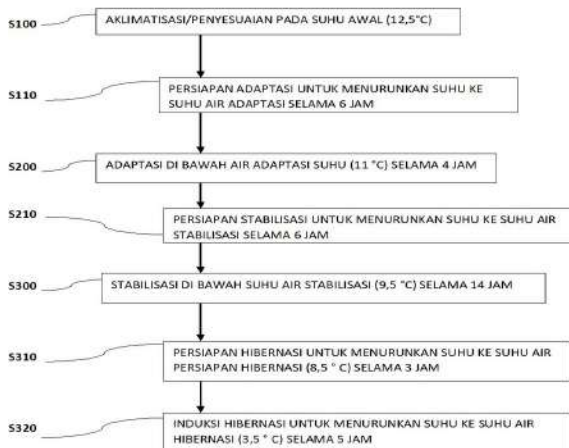 S100
AKLIMATISASI/PENYESUAIAN PADA SUHU AWAL (12,5°C)
S110
PERSIAPAN ADAPTASI UNTUK MENURUNKAN SUHU KE
SUHU AIR ADAPTASI SELAMA 6 JAM
S200
ADAPTASI DI BAWAH AIR ADAPTASI SUHU (11 °C) SELAMA 4 JAM
S210
PERSIAPAN STABILISASI UNTUK MENURUNKAN SUHU KE SUHU AIR
STABILISASI SELAMA 6 JAM
S300
STABILISASI DI BAWAH SUHU AIR STABILISASI (9,5 °C) SELAMA 14 JAM
S310
PERSIAPAN HIBERNASI UNTUK MENURUNKAN SUHU KE SUHU AIR
PERSIAPAN HIBERNASI (8,5 ° C) SELAMA 3 JAM
S320
INDUKSI HIBERNASI UNTUK MENURUNKAN SUHU KE SUHU AIR
HIBERNASI (3,5 ° C) SELAMA 5 JAM